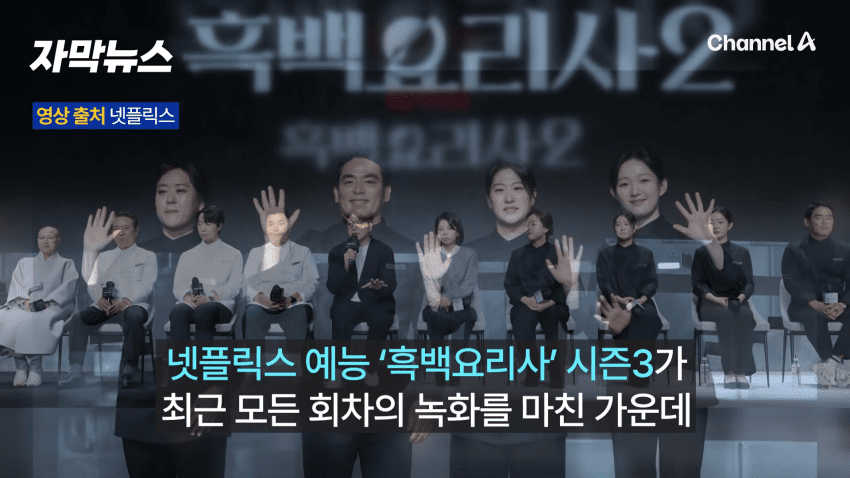 자막뉴스
흑백요리사2
Channel A
영상 출처 넷플릭스
흑백요리사2
넷플릭스 예능 ‘흑백요리사’ 시즌3가
최근 모든 회차의 녹화를 마친 가운데